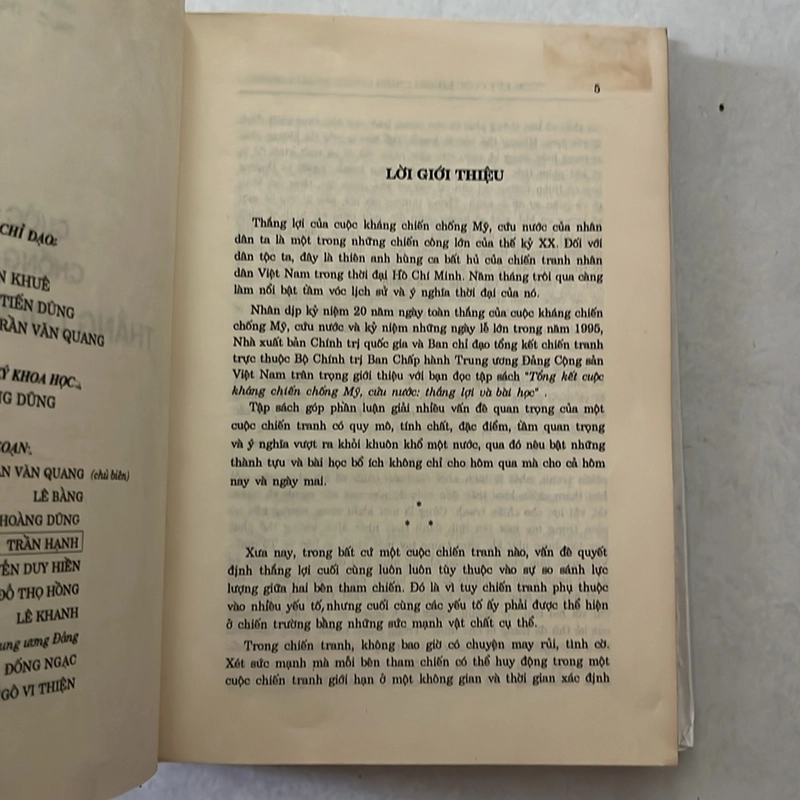 CHỈ ĐẠO:
N KHUÊ
TIẾN DŨNG
RẦN VĂN QUANG
KHOA HỌC
NG DŨNG
OẠN:
N VĂN QUANG (chủ biên)
LÊ BẰNG
HOÀNG DŨNG
TRẦN HẠNH
ỄN DUY HIỀN
ĐỖ THỌ HỒNG
LÊ KHANH
ung ương Đảng
ĐỐNG NGẠC
GÔ VI THIỆN
5
LỜI GIỚI THIỆU
Thắng lợi của cuộc kháng chiến chống Mỹ, cứu nước của nhân
dân ta là một trong những chiến công lớn của thế kỷ XX. Đối với
dân tộc ta, đây là thiên anh hùng ca bất hủ của chiến tranh nhân
dân Việt Nam trong thời đại Hồ Chí Minh. Năm tháng trôi qua càng
làm nổi bật tầm vóc lịch sử và ý nghĩa thời đại của nó.
Nhân dịp kỷ niệm 20 năm ngày toàn thắng của cuộc kháng chiến
chống Mỹ, cứu nước và kỷ niệm những ngày lễ lớn trong năm 1995,
Nhà xuất bản Chính trị quốc gia và Ban chỉ đạo tổng kết chiến tranh
trực thuộc Bộ Chính trị Ban Chấp hành Trung ương Đảng Cộng sản
Việt Nam trân trọng giới thiệu với bạn đọc tập sách "Tổng kết cuộc
kháng chiến chống Mỹ, cứu nước: thắng lợi và bài học" .
Tập sách góp phần luận giải nhiều vấn đề quan trọng của một
cuộc chiến tranh có quy mô, tính chất, đặc điểm, tầm quan trọng
và ý nghĩa vượt ra khỏi khuôn khổ một nước, qua đó nêu bật những
thành tựu và bài học bổ ích không chỉ cho hôm qua mà cho cả hôm
nay và ngày mai.
*
* *
Xưa nay, trong bất cứ một cuộc chiến tranh nào, vấn đề quyết
định thắng lợi cuối cùng luôn luôn tùy thuộc vào sự so sánh lực
lượng giữa hai bên tham chiến. Đó là vì tuy chiến tranh phụ thuộc
vào nhiều yếu tố, nhưng cuối cùng các yếu tố ấy phải được thể hiện
ở chiến trường bằng những sức mạnh vật chất cụ thể.
Trong chiến tranh, không bao giờ có chuyện may rủi, tình cờ.
Xét sức mạnh mà mỗi bên tham chiến có thể huy động trong một
cuộc chiến tranh giới hạn ở một không gian và thời gian xác định